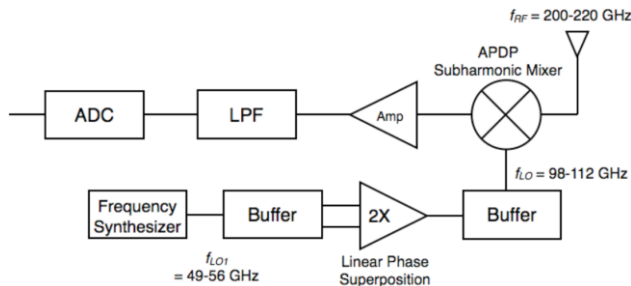 f_RF = 200-220 GHz
APDP
Subharmonic Mixer
ADC
LPF
Amp
f_LO = 98-112 GHz
Frequency
Synthesizer
Buffer
2X
Buffer
f_LO1
= 49-56 GHz
Linear Phase
Superposition